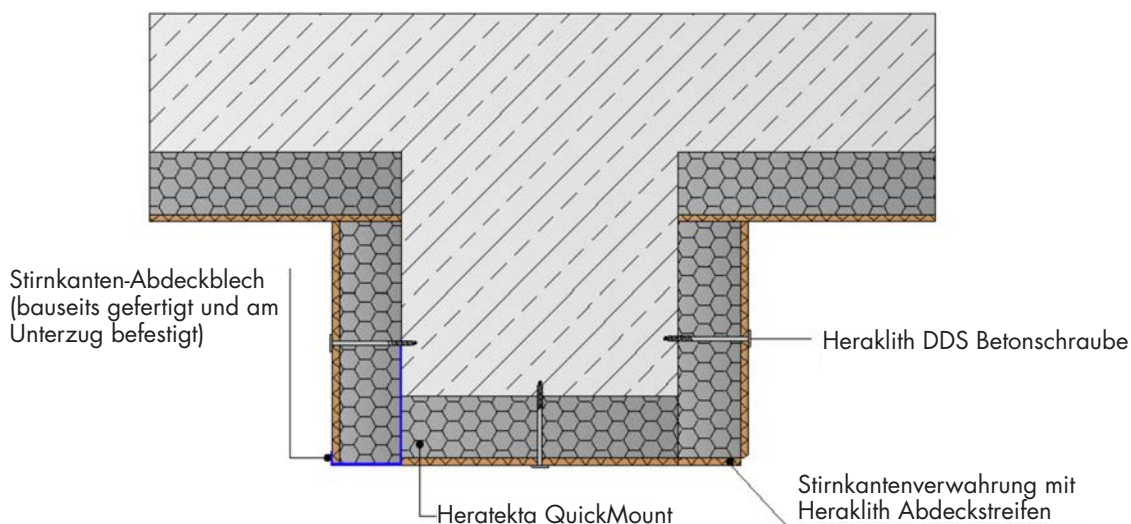 Stirnkanten-Abdeckblech
(bauseits gefertigt und am
Unterzug befestigt)
Heraklith DDS Betonschraube
Heratekta QuickMount
Stirnkantenverwahrung mit
Heraklith Abdeckstreifen